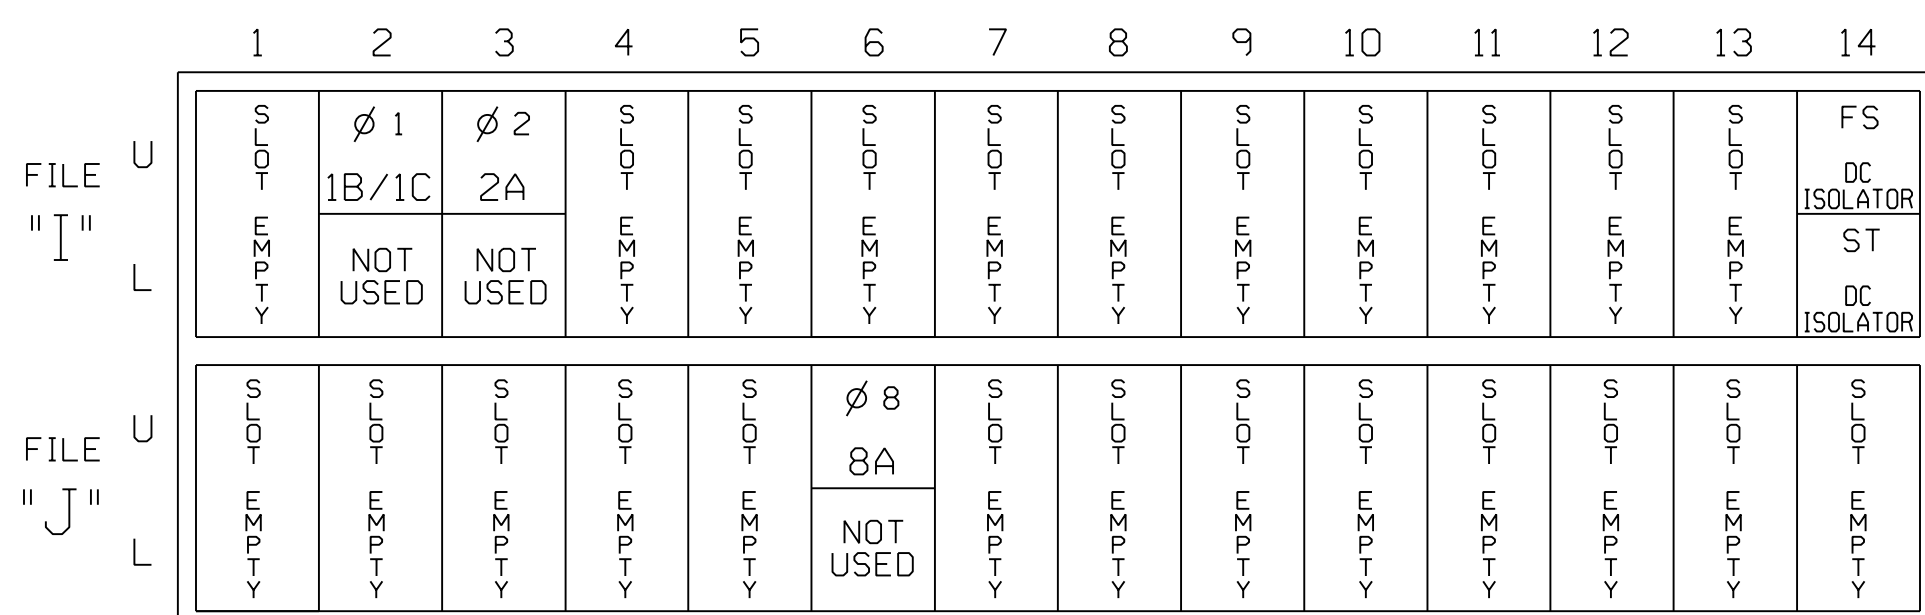 1 2 3 4 5 6 7 8 9 10 11 12 13 14
FILE "I"
U
L
SLOT EMPTY
Ø 1
1B/1C
NOT USED
Ø 2
2A
NOT USED
SLOT EMPTY
SLOT EMPTY
SLOT EMPTY
SLOT EMPTY
SLOT EMPTY
SLOT EMPTY
SLOT EMPTY
SLOT EMPTY
SLOT EMPTY
SLOT EMPTY
FS
DC
ISOLATOR
ST
DC
ISOLATOR
FILE "J"
U
L
SLOT EMPTY
SLOT EMPTY
SLOT EMPTY
SLOT EMPTY
SLOT EMPTY
Ø 8
8A
NOT USED
SLOT EMPTY
SLOT EMPTY
SLOT EMPTY
SLOT EMPTY
SLOT EMPTY
SLOT EMPTY
SLOT EMPTY
SLOT EMPTY